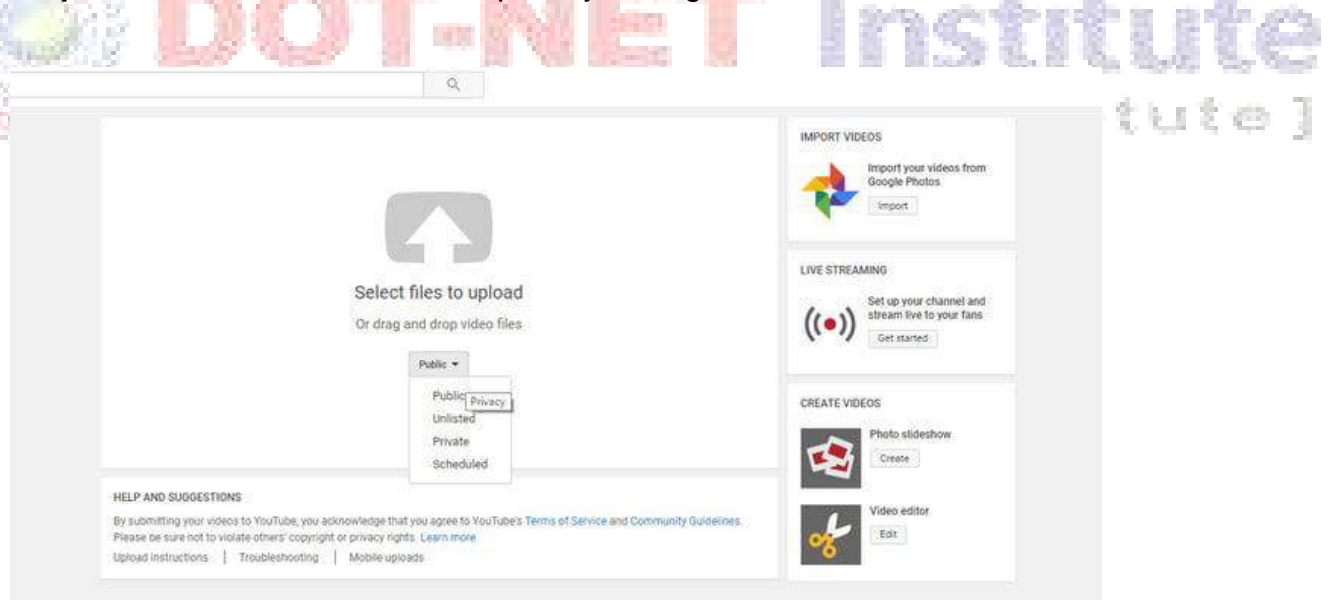 DOT-NET Institute
tute ]
Select files to upload
Or drag and drop video files
Public
Public
Privacy
Unlisted
Private
Scheduled
HELP AND SUGGESTIONS
By submitting your videos to YouTube, you acknowledge that you agree to YouTube's Terms of Service and Community Guidelines.
Please be sure not to violate others' copyright or privacy rights. Learn more
Upload instructions | Troubleshooting | Mobile uploads
IMPORT VIDEOS
Import your videos from
Google Photos
Import
LIVE STREAMING
Set up your channel and
stream live to your fans
Get started
CREATE VIDEOS
Photo slideshow
Create
Video editor
Edit